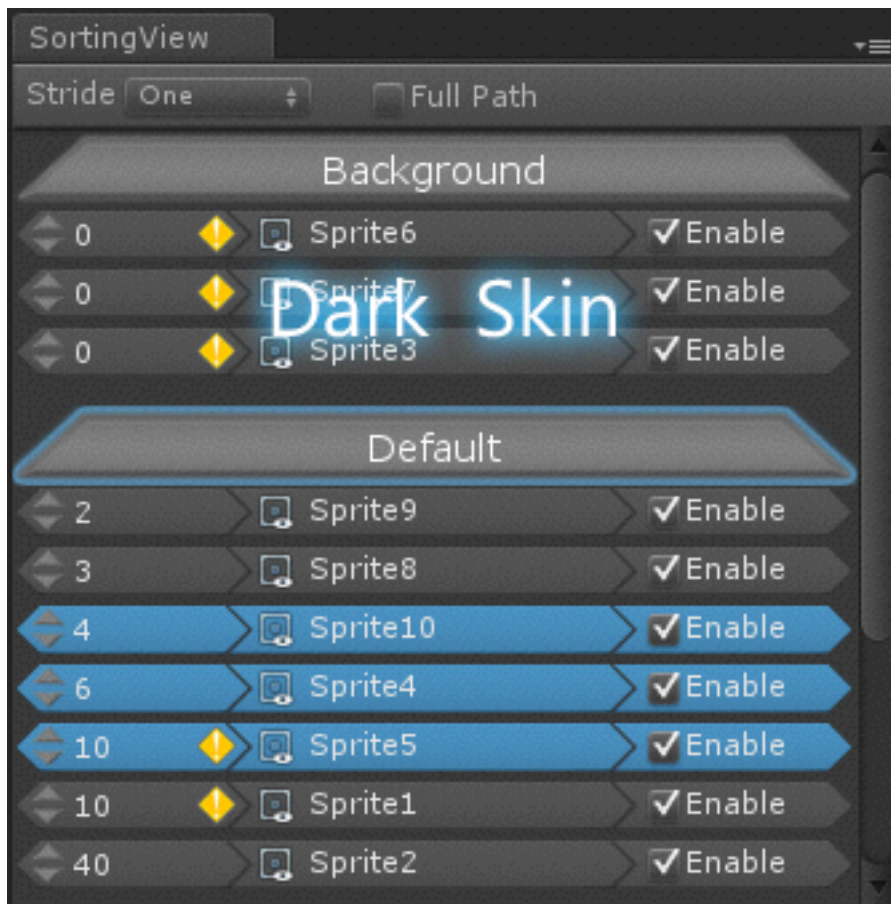 SortingView
Stride One Full Path
Background
0 Sprite6 Enable
0 Sprite7 Enable
Dark Skin
0 Sprite3 Enable
Default
2 Sprite9 Enable
3 Sprite8 Enable
4 Sprite10 Enable
6 Sprite4 Enable
10 Sprite5 Enable
10 Sprite1 Enable
40 Sprite2 Enable